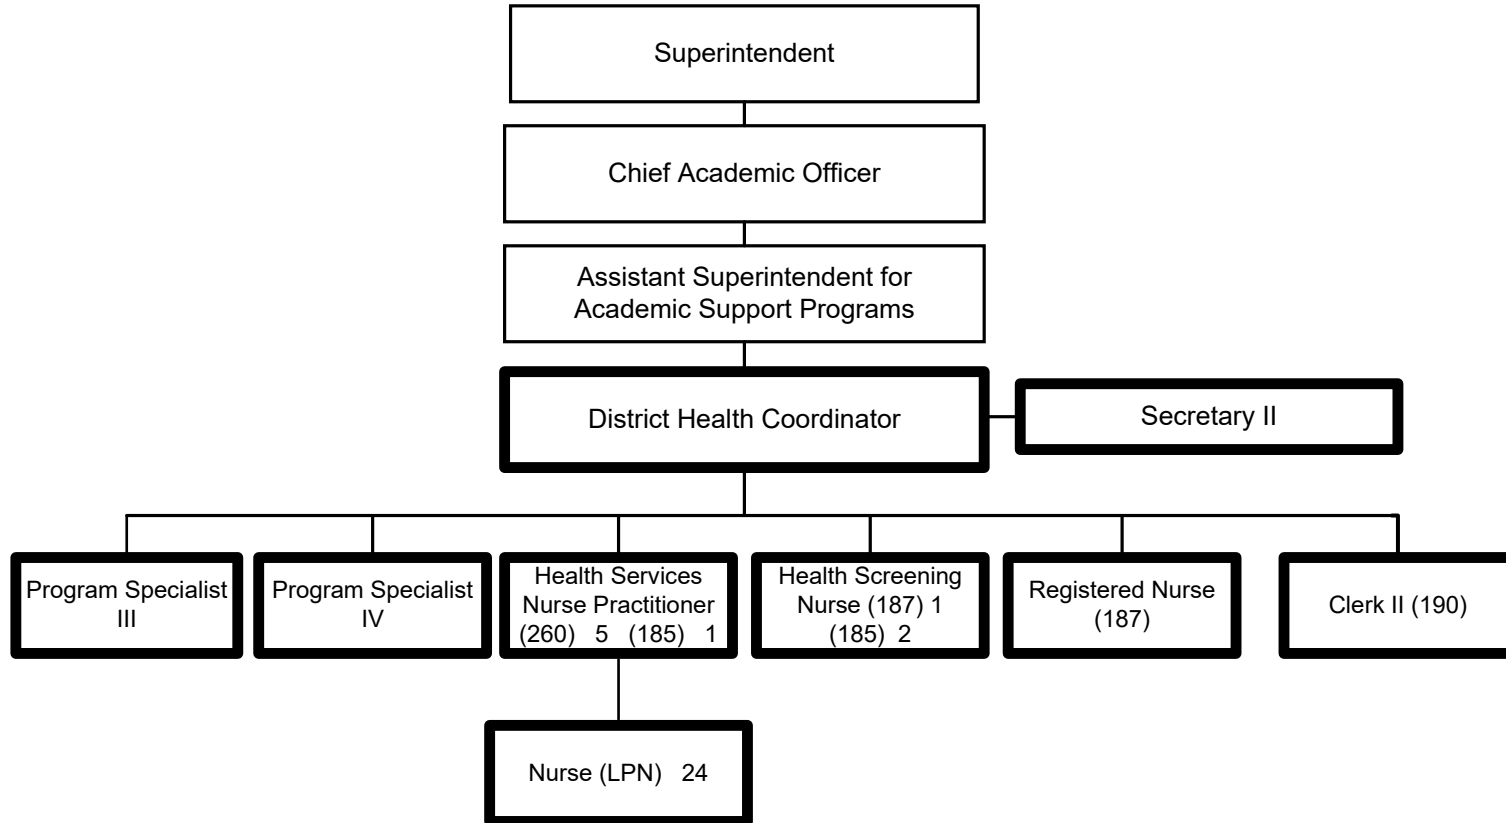 Superintendent
Chief Academic Officer
Assistant Superintendent for
Academic Support Programs
District Health Coordinator
Secretary II
Program Specialist
III
Program Specialist
IV
Health Services
Nurse Practitioner
(260) 5 (185) 1
Health Screening
Nurse (187) 1
(185) 2
Registered Nurse
(187)
Clerk II (190)
Nurse (LPN) 24